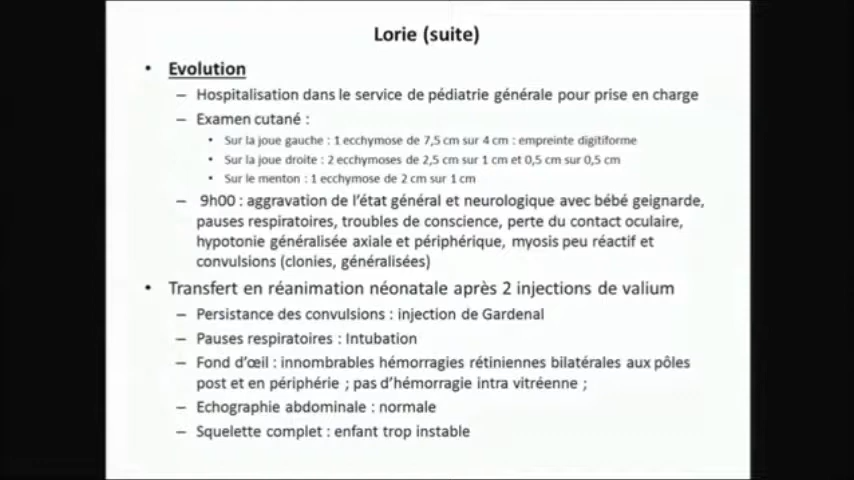 Lorie (suite)
• Evolution
– Hospitalisation dans le service de pédiatrie générale pour prise en charge
– Examen cutané :
• Sur la joue gauche : 1 ecchymose de 7,5 cm sur 4 cm : empreinte digitiforme
• Sur la joue droite : 2 ecchymoses de 2,5 cm sur 1 cm et 0,5 cm sur 0,5 cm
• Sur le menton : 1 ecchymose de 2 cm sur 1 cm
– 9h00 : aggravation de l'état général et neurologique avec bébé geignarde,
pauses respiratoires, troubles de conscience, perte du contact oculaire,
hypotonie généralisée axiale et périphérique, myosis peu réactif et
convulsions (clonies, généralisées)
• Transfert en réanimation néonatale après 2 injections de valium
– Persistance des convulsions : injection de Gardenal
– Pauses respiratoires : Intubation
– Fond d'œil : innombrables hémorragies rétiniennes bilatérales aux pôles
post et en périphérie ; pas d'hémorragie intra vitréenne ;
– Echographie abdominale : normale
– Squelette complet : enfant trop instable